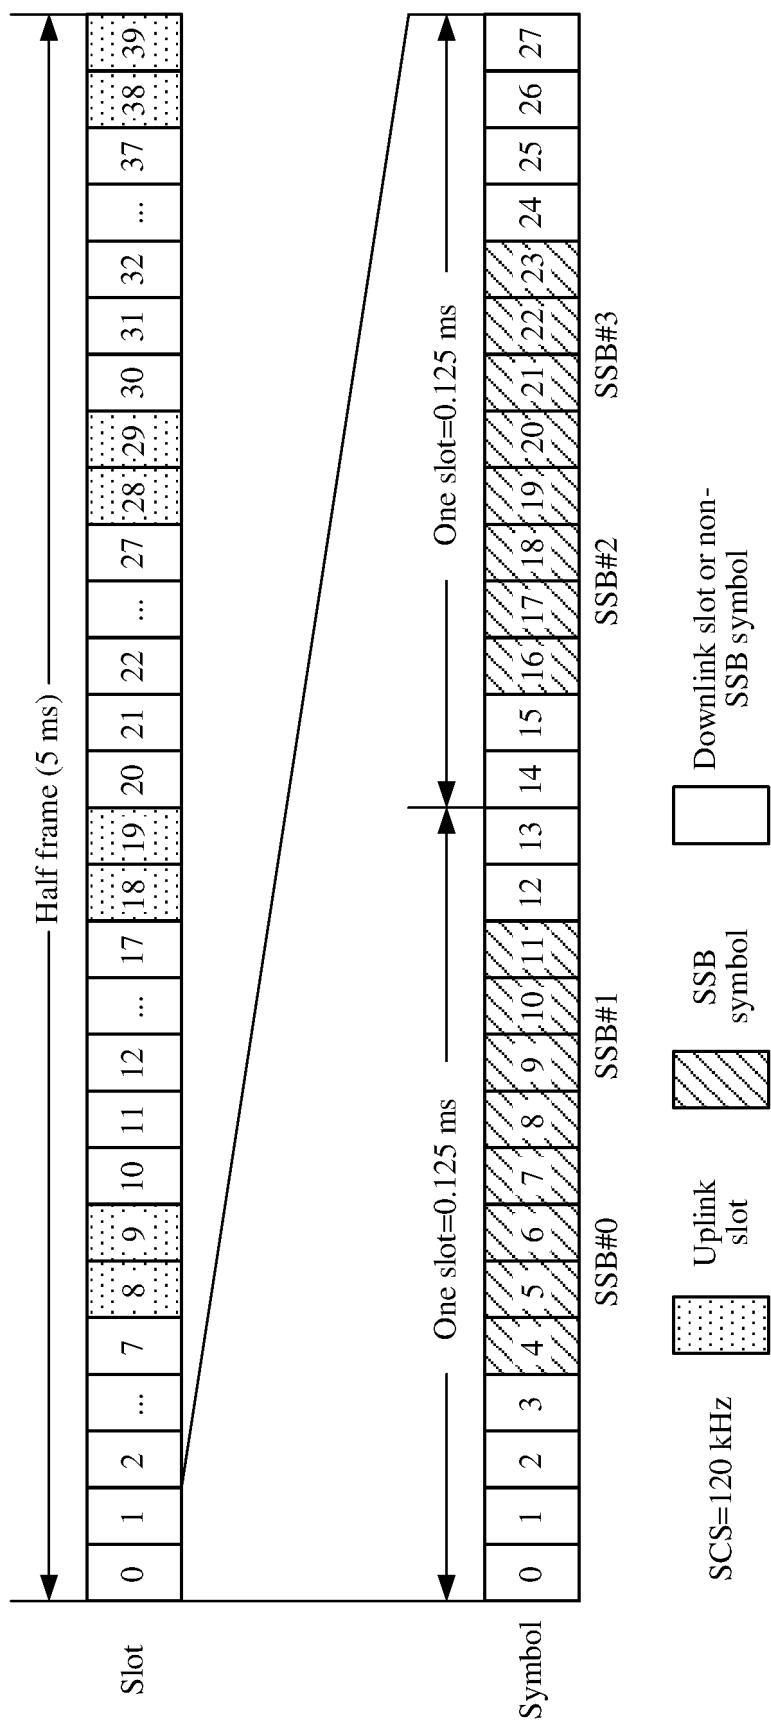 Half frame (5 ms)
Slot 0 1 2 ... 7 8 9 10 11 12 ... 17 18 19 20 21 22 ... 27 28 29 30 31 32 ... 37 38 39
One slot=0.125 ms One slot=0.125 ms
Symbol 0 1 2 3 4 5 6 7 8 9 10 11 12 13 14 15 16 17 18 19 20 21 22 23 24 25 26 27
SSB#0 SSB#1 SSB#2 SSB#3
SCS=120 kHz
Uplink
slot
SSB
symbol
Downlink slot or non-
SSB symbol